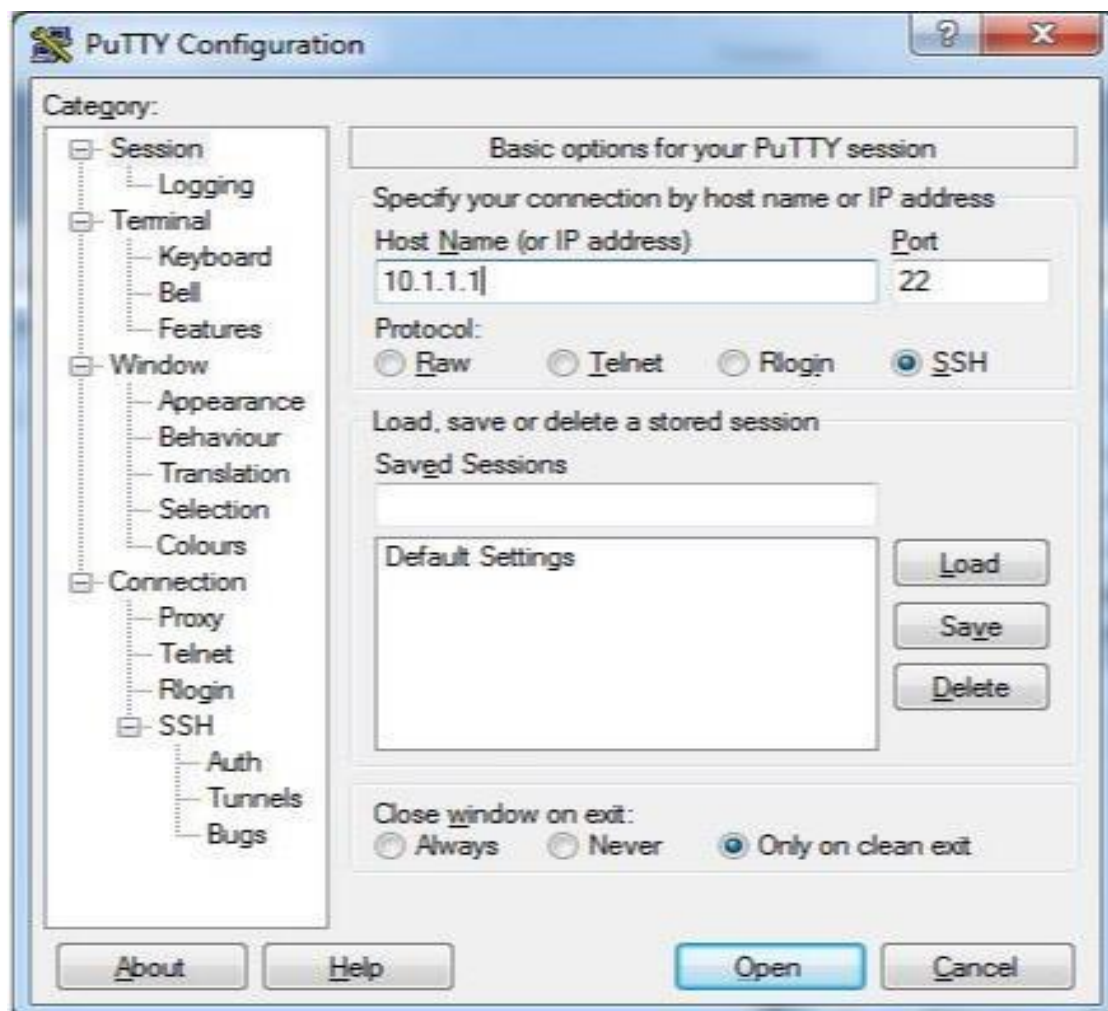 PuTTY Configuration
Category:
Session
Logging
Terminal
Keyboard
Bell
Features
Window
Appearance
Behaviour
Translation
Selection
Colours
Connection
Proxy
Telnet
Rlogin
SSH
Auth
Tunnels
Bugs
Basic options for your PuTTY session
Specify your connection by host name or IP address
Host Name (or IP address) Port
10.1.1.1 22
Protocol:
Raw Telnet Rlogin SSH
Load, save or delete a stored session
Saved Sessions
Default Settings
Load
Save
Delete
Close window on exit:
Always Never Only on clean exit
About Help Open Cancel